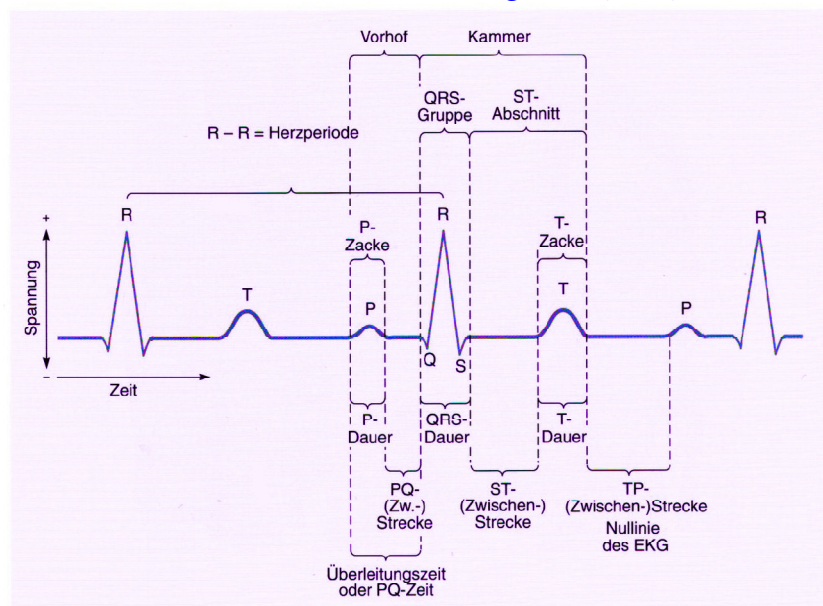 Vorhof
Kammer
QRS-
Gruppe
ST-
Abschnitt
R – R = Herzperiode
+
Spannung
–
Zeit
R
T
P-
Zacke
P
R
Q
S
T-
Zacke
T
P
R
P-
Dauer
QRS-
Dauer
T-
Dauer
PQ-
(Zw.-)
Strecke
ST-
(Zwischen-)
Strecke
TP-
(Zwischen-)Strecke
Nullinie
des EKG
Überleitungszeit
oder PQ-Zeit